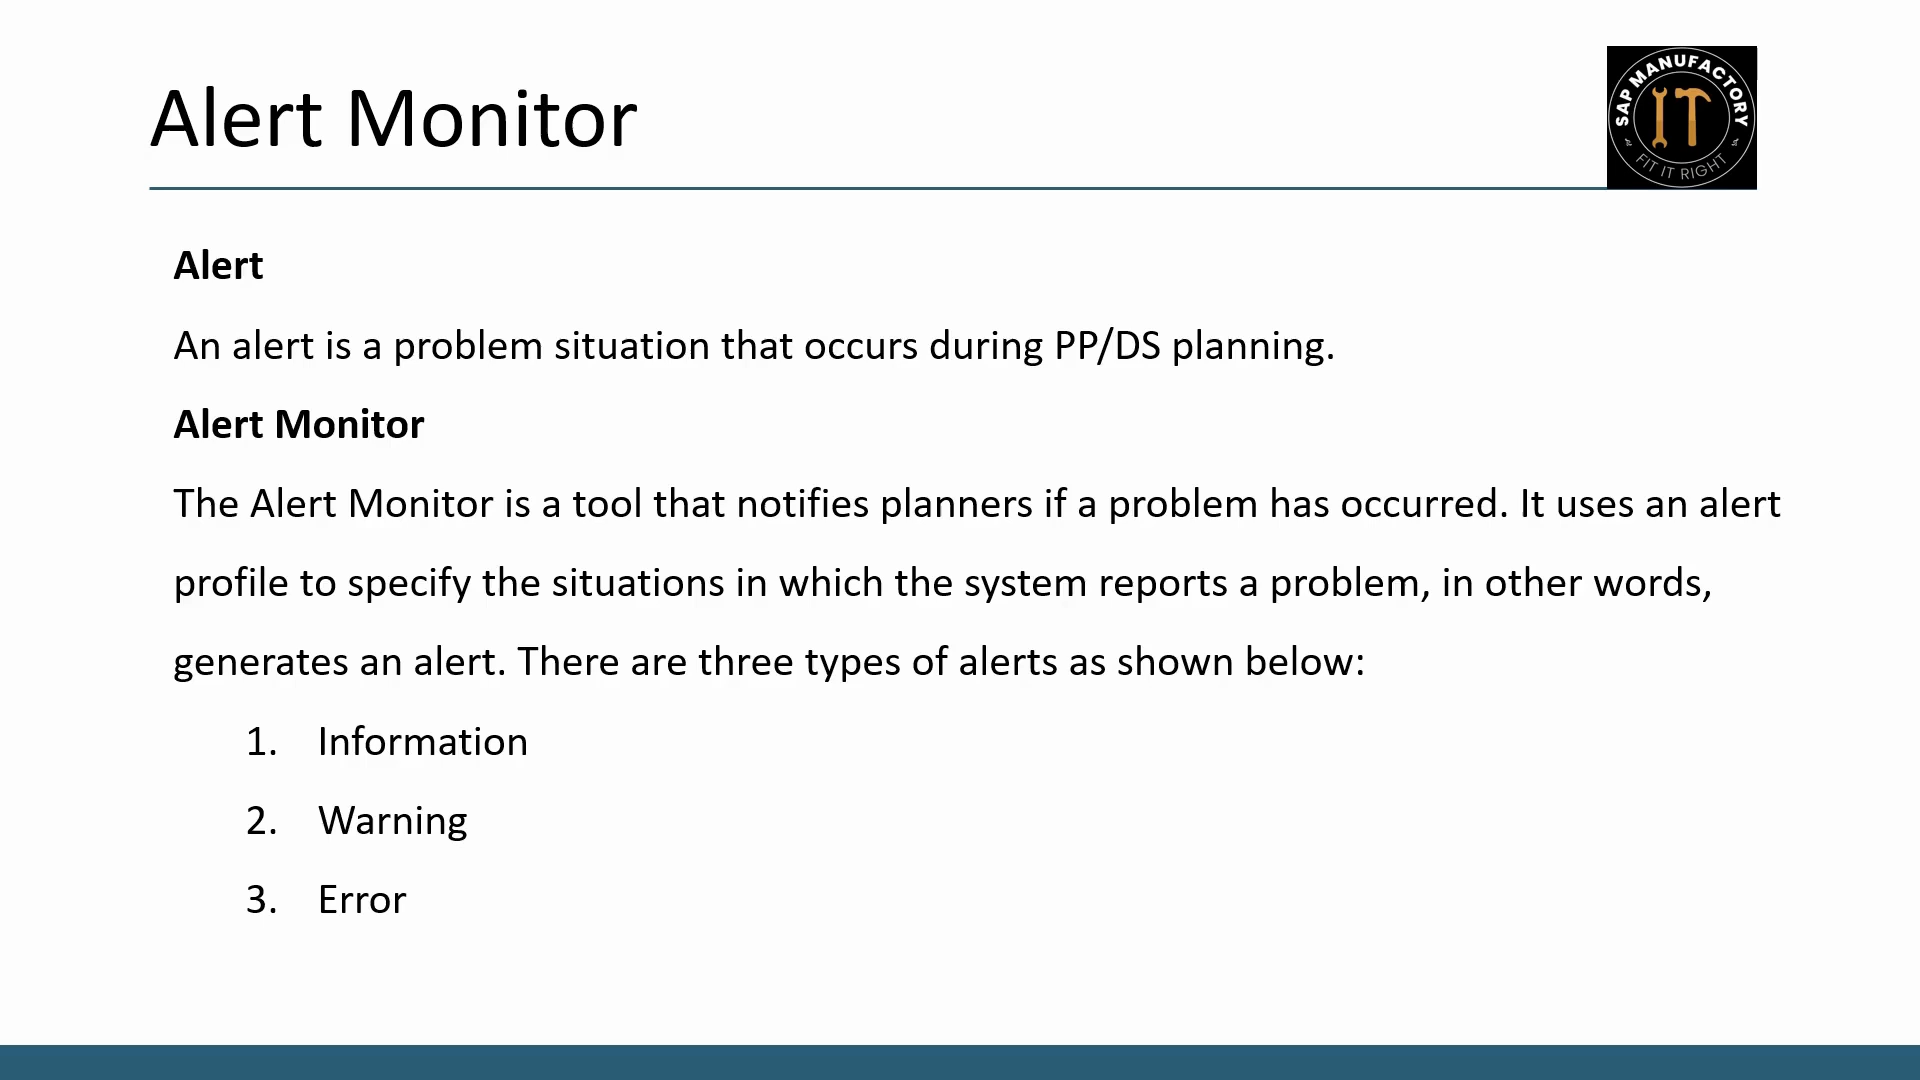 Alert Monitor
SAP MANUFACTORY
IT
FIT IT RIGHT
Alert
An alert is a problem situation that occurs during PP/DS planning.
Alert Monitor
The Alert Monitor is a tool that notifies planners if a problem has occurred. It uses an alert
profile to specify the situations in which the system reports a problem, in other words,
generates an alert. There are three types of alerts as shown below:
1. Information
2. Warning
3. Error